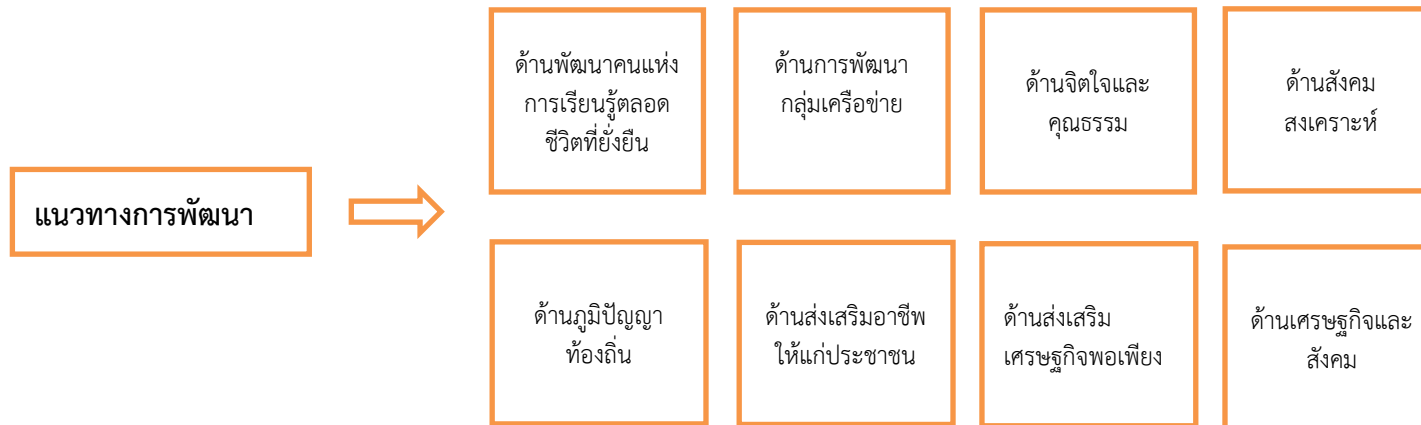 แนวทางการพัฒนา
ด้านพัฒนาคนแห่ง
การเรียนรู้ตลอด
ชีวิตที่ยั่งยืน
ด้านการพัฒนา
กลุ่มเครือข่าย
ด้านจิตใจและ
คุณธรรม
ด้านสังคม
สงเคราะห์
ด้านภูมิปัญญา
ท้องถิ่น
ด้านส่งเสริมอาชีพ
ให้แก่ประชาชน
ด้านส่งเสริม
เศรษฐกิจพอเพียง
ด้านเศรษฐกิจและ
สังคม